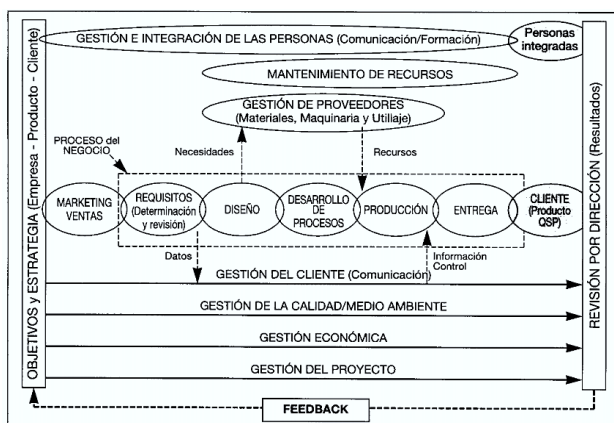 GESTIÓN E INTEGRACIÓN DE LAS PERSONAS (Comunicación/Formación)
Personas
integradas
MANTENIMIENTO DE RECURSOS
GESTIÓN DE PROVEEDORES
(Materiales, Maquinaria y Utiliaje)
PROCESO del
NEGOCIO
Necesidades
Recursos
MARKETING
VENTAS
REQUISITOS
(Determinación
y revisión)
DISEÑO
DESARROLLO
DE
PROCESOS
PRODUCCIÓN
ENTREGA
CLIENTE
(Producto
QSP)
Datos
Información
Control
GESTIÓN DEL CLIENTE (Comunicación)
GESTIÓN DE LA CALIDAD/MEDIO AMBIENTE
GESTIÓN ECONÓMICA
GESTIÓN DEL PROYECTO
FEEDBACK
OBJETIVOS y ESTRATEGIA (Empresa - Producto - Cliente)
REVISIÓN POR DIRECCIÓN (Resultados)